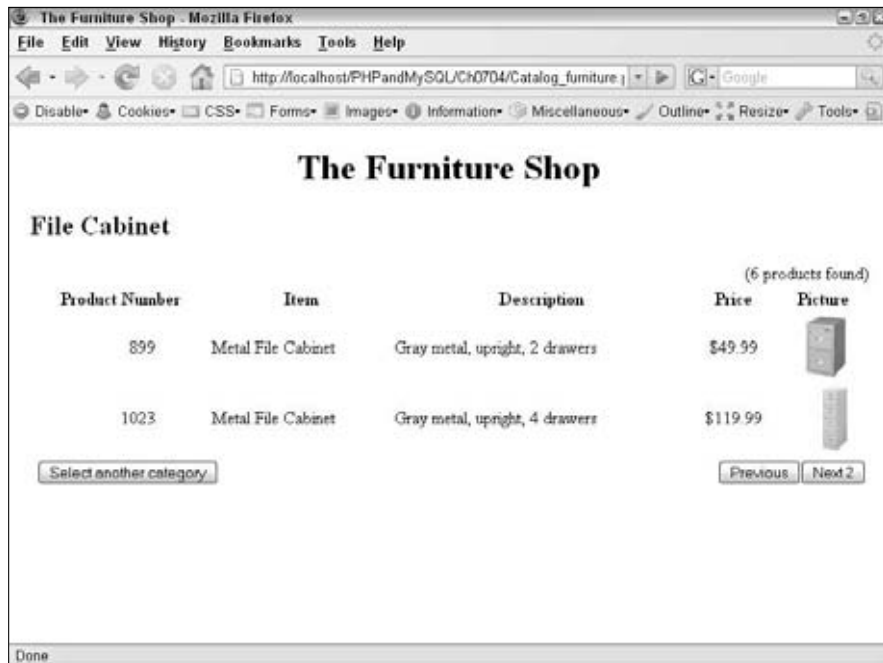 The Furniture Shop - Mozilla Firefox
File Edit View History Bookmarks Tools Help
http://localhost/PHPandMySQL/Ch0704/Catalog_furniture.p
Google
Disable Cookies CSS Forms Images Information Miscellaneous Outline Resize Tools
The Furniture Shop
File Cabinet
(6 products found)
Product Number Item Description Price Picture
899 Metal File Cabinet Gray metal, upright, 2 drawers $49.99
1023 Metal File Cabinet Gray metal, upright, 4 drawers $119.99
Select another category Previous Next 2
Done